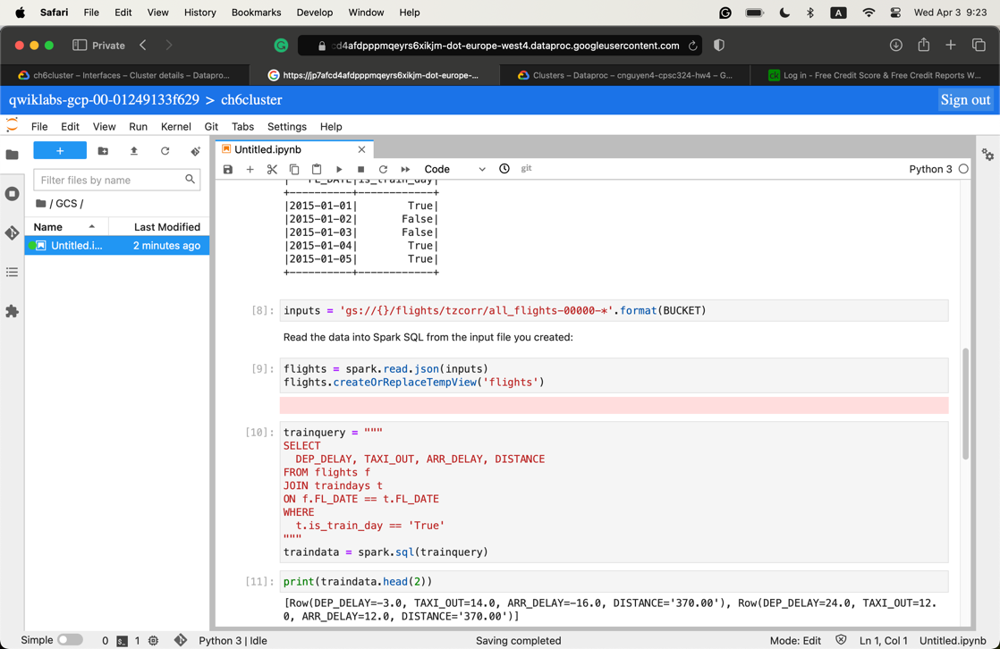 Safari File Edit View History Bookmarks Develop Window Help Wed Apr 3 9:23
Private
cd4afdpppmqeyrs6xikjm-dot-europe-west4.dataproc.googleusercontent.com
ch6cluster – Interfaces – Cluster details – Datapro...
https://jp7afcd4afdpppmqeyrs6xikjm-dot-europe-...
Clusters – Dataproc – cnguyen4-cpsc324-hw4 – G...
Log in - Free Credit Score & Free Credit Reports W...
qwiklabs-gcp-00-01249133f629 > ch6cluster
Sign out
File Edit View Run Kernel Git Tabs Settings Help
Filter files by name
/ GCS /
Name Last Modified
Untitled.i... 2 minutes ago
Untitled.ipynb
Code git Python 3
| FL_DATE|is_train_day|
+----------+------------+
|2015-01-01| True|
|2015-01-02| False|
|2015-01-03| False|
|2015-01-04| True|
|2015-01-05| True|
+----------+------------+
[8]: inputs = 'gs://{}/flights/tzcorr/all_flights-00000-*'.format(BUCKET)
Read the data into Spark SQL from the input file you created:
[9]: flights = spark.read.json(inputs)
flights.createOrReplaceTempView('flights')
[10]: trainquery = """
SELECT
DEP_DELAY, TAXI_OUT, ARR_DELAY, DISTANCE
FROM flights f
JOIN traindays t
ON f.FL_DATE == t.FL_DATE
WHERE
t.is_train_day == 'True'
"""
traindata = spark.sql(trainquery)
[11]: print(traindata.head(2))
[Row(DEP_DELAY=-3.0, TAXI_OUT=14.0, ARR_DELAY=-16.0, DISTANCE='370.00'), Row(DEP_DELAY=24.0, TAXI_OUT=12.
0, ARR_DELAY=12.0, DISTANCE='370.00')]
Simple 0 1 Python 3 | Idle Saving completed Mode: Edit Ln 1, Col 1 Untitled.ipynb